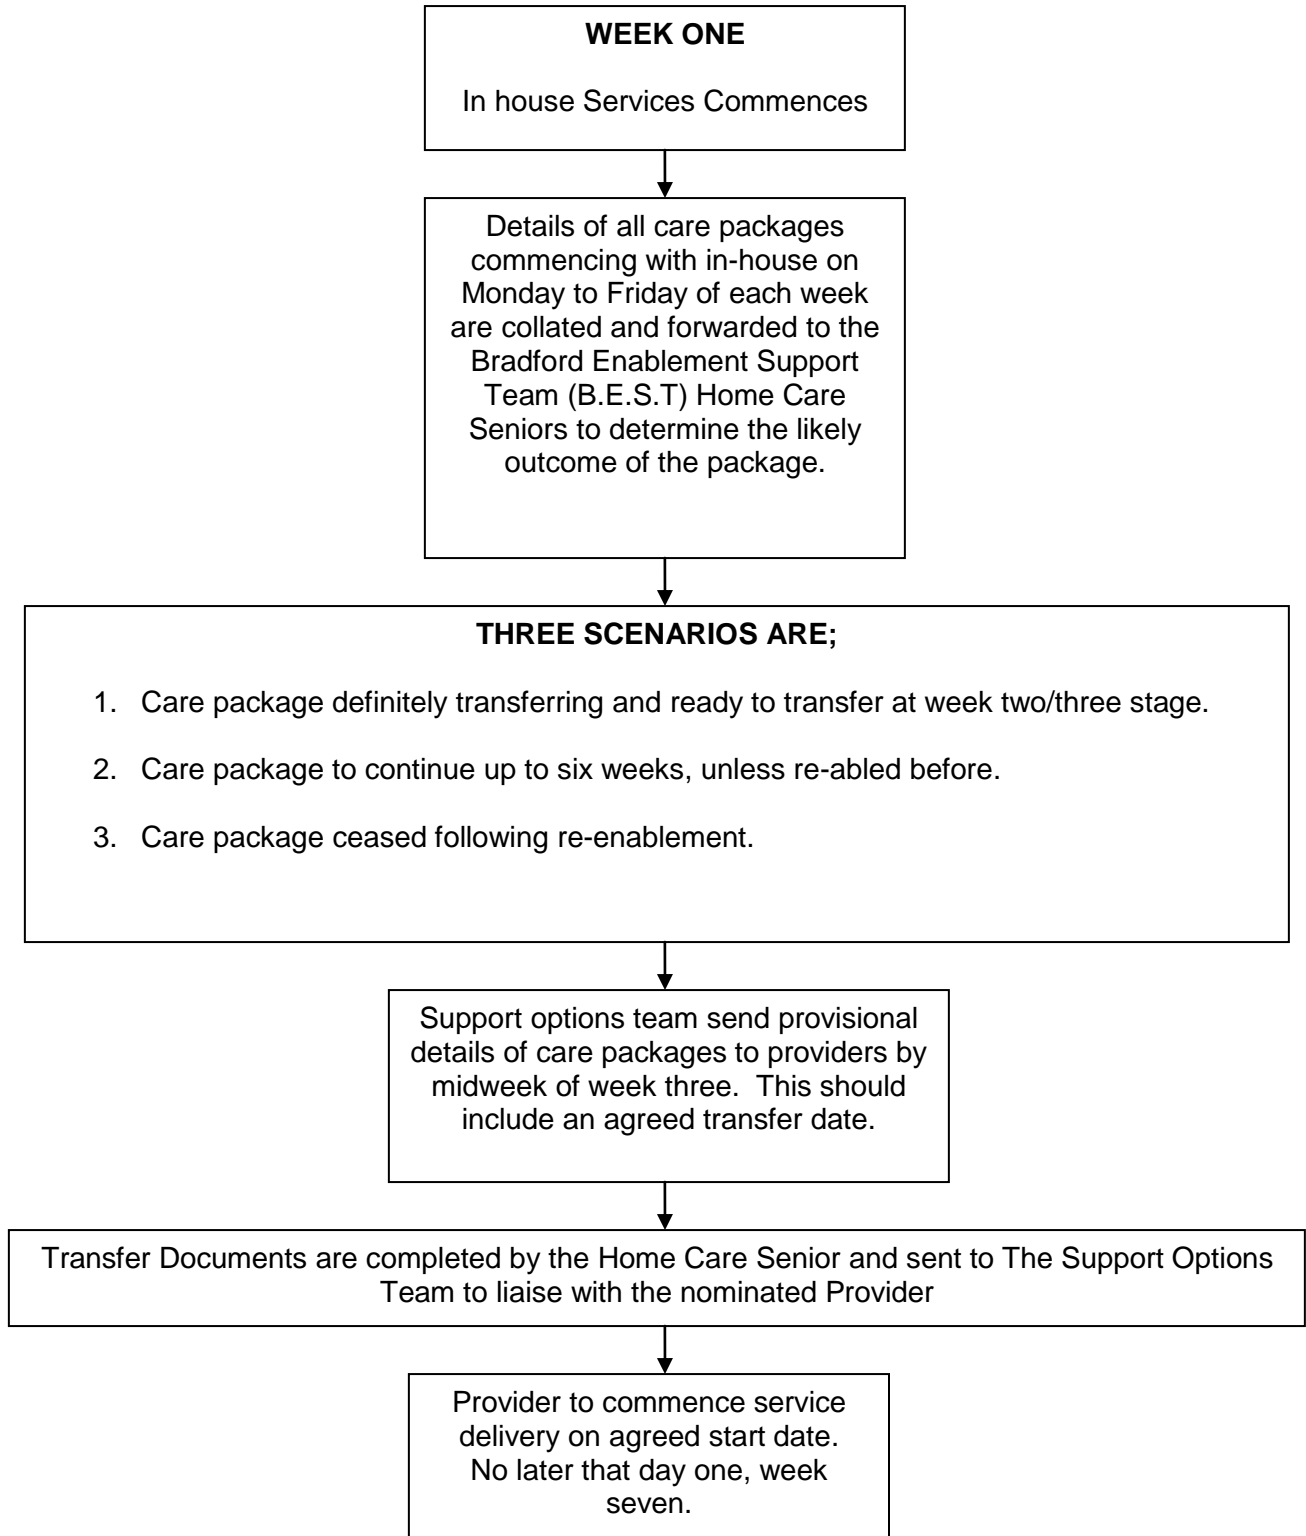 WEEK ONE
In house Services Commences
Details of all care packages
commencing with in-house on
Monday to Friday of each week
are collated and forwarded to the
Bradford Enablement Support
Team (B.E.S.T) Home Care
Seniors to determine the likely
outcome of the package.
THREE SCENARIOS ARE;
1. Care package definitely transferring and ready to transfer at week two/three stage.
2. Care package to continue up to six weeks, unless re-abled before.
3. Care package ceased following re-enablement.
Support options team send provisional
details of care packages to providers by
midweek of week three.  This should
include an agreed transfer date.
Transfer Documents are completed by the Home Care Senior and sent to The Support Options
Team to liaise with the nominated Provider
Provider to commence service
delivery on agreed start date.
No later that day one, week
seven.